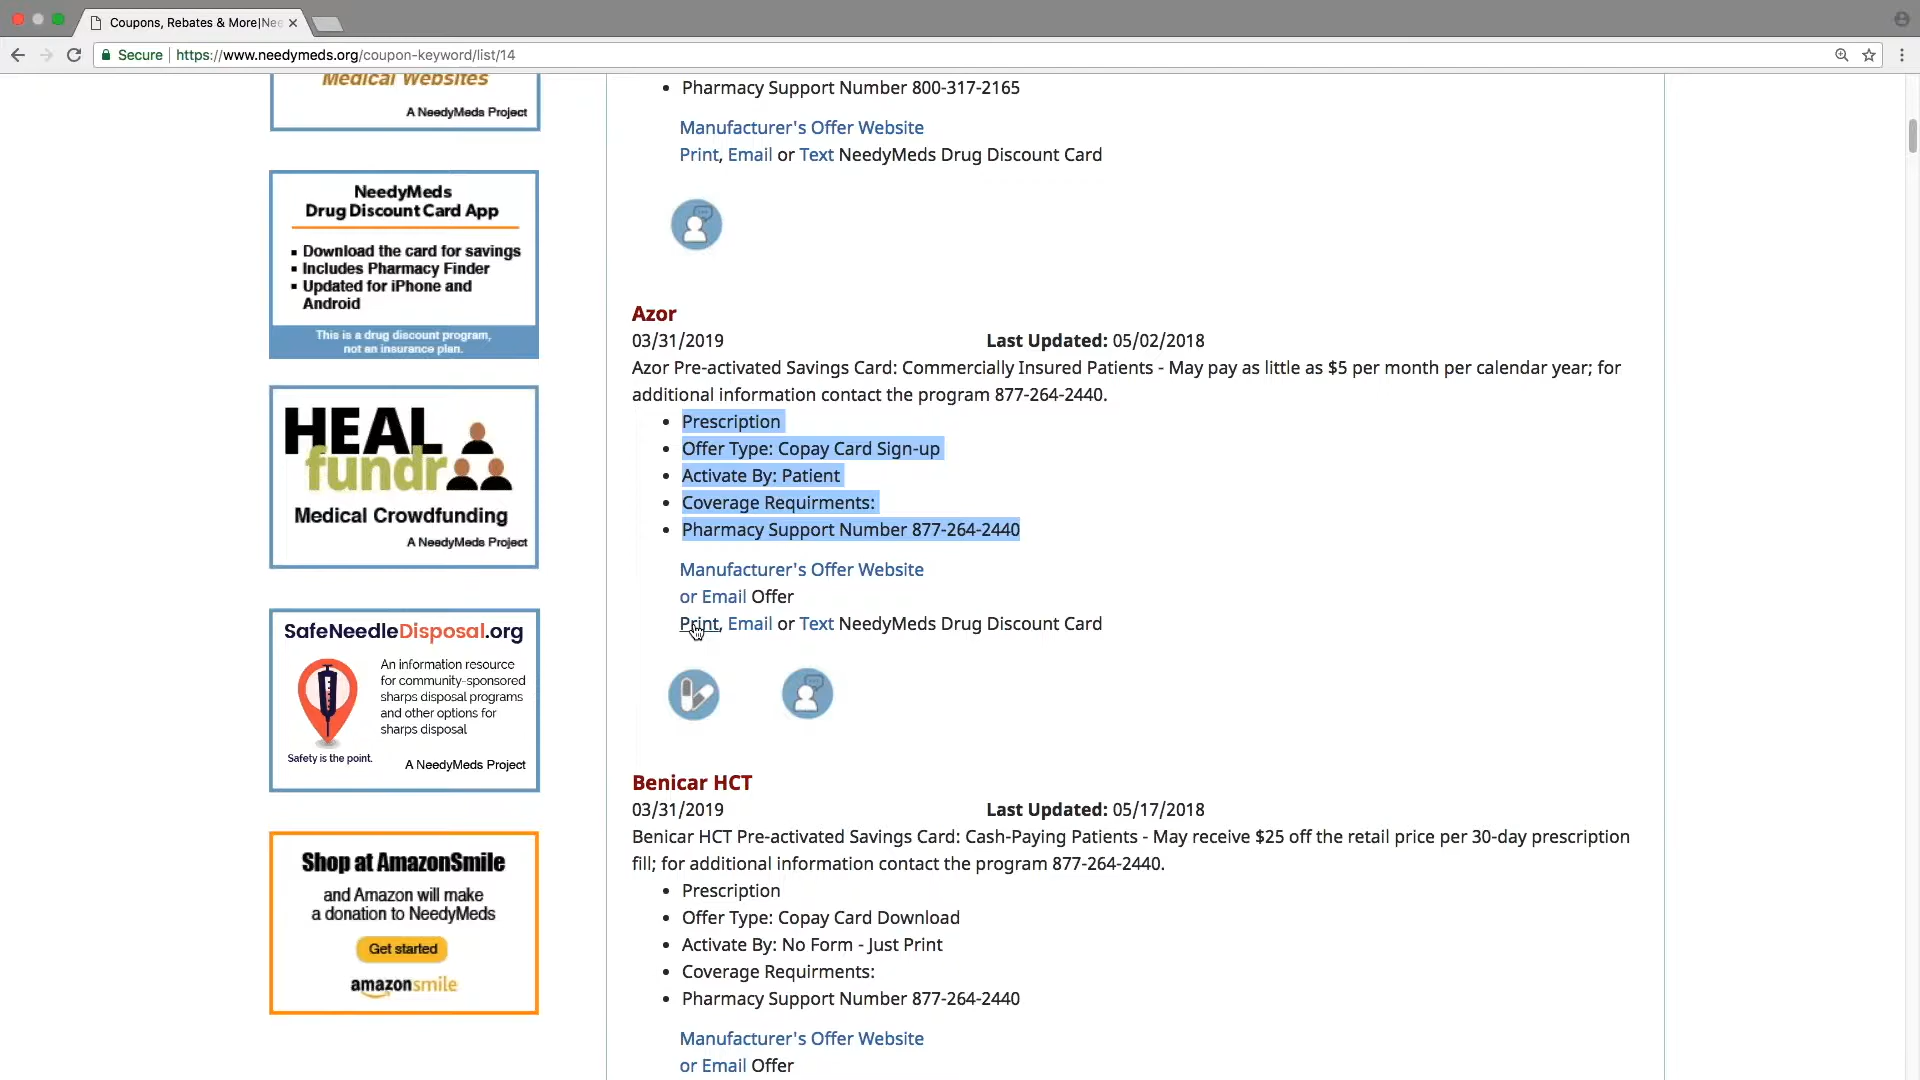 Coupons, Rebates & More|Nee
Secure | https://www.needymeds.org/coupon-keyword/list/14
Medical Websites
A NeedyMeds Project
NeedyMeds
Drug Discount Card App
Download the card for savings
Includes Pharmacy Finder
Updated for iPhone and
Android
This is a drug discount program,
not an insurance plan.
HEAL
fundr
Medical Crowdfunding
A NeedyMeds Project
SafeNeedleDisposal.org
An information resource
for community-sponsored
sharps disposal programs
and other options for
sharps disposal
Safety is the point.
A NeedyMeds Project
Shop at AmazonSmile
and Amazon will make
a donation to NeedyMeds
Get started
amazonsmile
• Pharmacy Support Number 800-317-2165
Manufacturer's Offer Website
Print, Email or Text NeedyMeds Drug Discount Card
Azor
03/31/2019 Last Updated: 05/02/2018
Azor Pre-activated Savings Card: Commercially Insured Patients - May pay as little as $5 per month per calendar year; for
additional information contact the program 877-264-2440.
• Prescription
• Offer Type: Copay Card Sign-up
• Activate By: Patient
• Coverage Requirments:
• Pharmacy Support Number 877-264-2440
Manufacturer's Offer Website
or Email Offer
Print, Email or Text NeedyMeds Drug Discount Card
Benicar HCT
03/31/2019 Last Updated: 05/17/2018
Benicar HCT Pre-activated Savings Card: Cash-Paying Patients - May receive $25 off the retail price per 30-day prescription
fill; for additional information contact the program 877-264-2440.
• Prescription
• Offer Type: Copay Card Download
• Activate By: No Form - Just Print
• Coverage Requirments:
• Pharmacy Support Number 877-264-2440
Manufacturer's Offer Website
or Email Offer